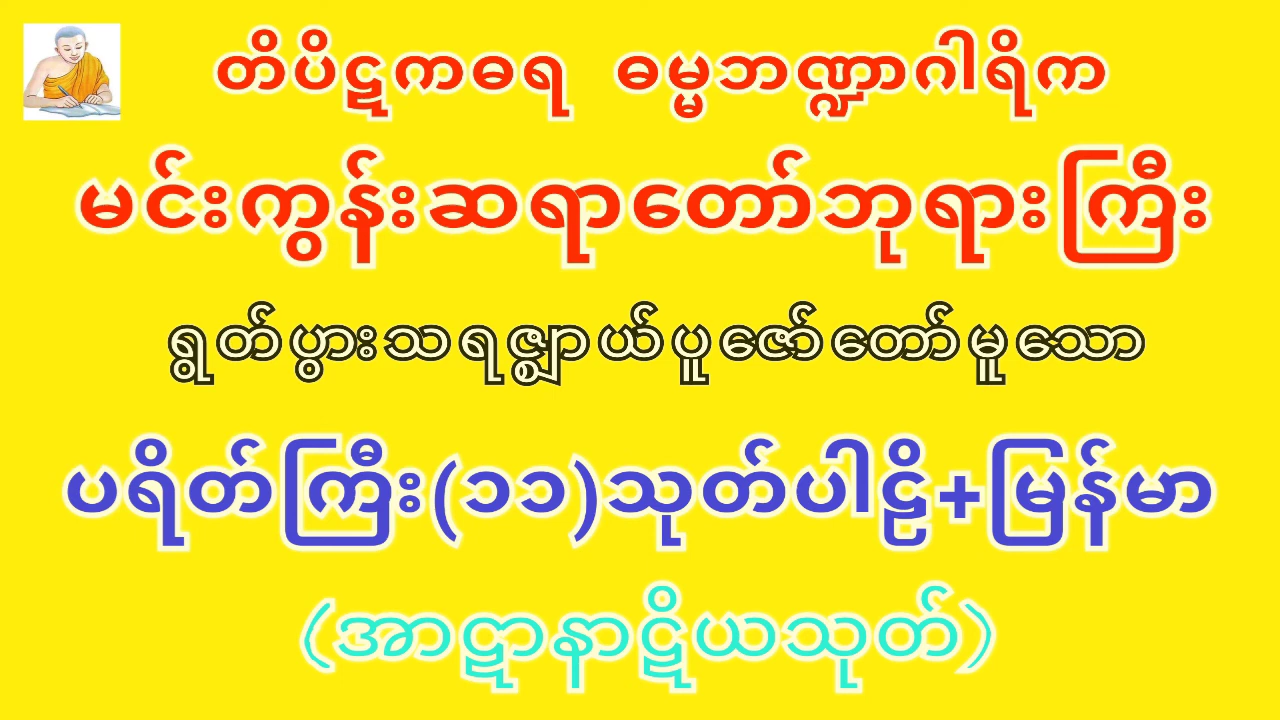 တိပိဋကဓရ ဓမ္မဘဏ္ဍာဂါရိက
မင်းကွန်းဆရာတော်ဘုရားကြီး
ရွတ်ပွားသရဇ္ဈာယ်ပူဇော်တော်မူသော
ပရိတ်ကြီး(၁၁)သုတ်ပါဠိ+မြန်မာ
(အာဋာနာဋိယသုတ်)